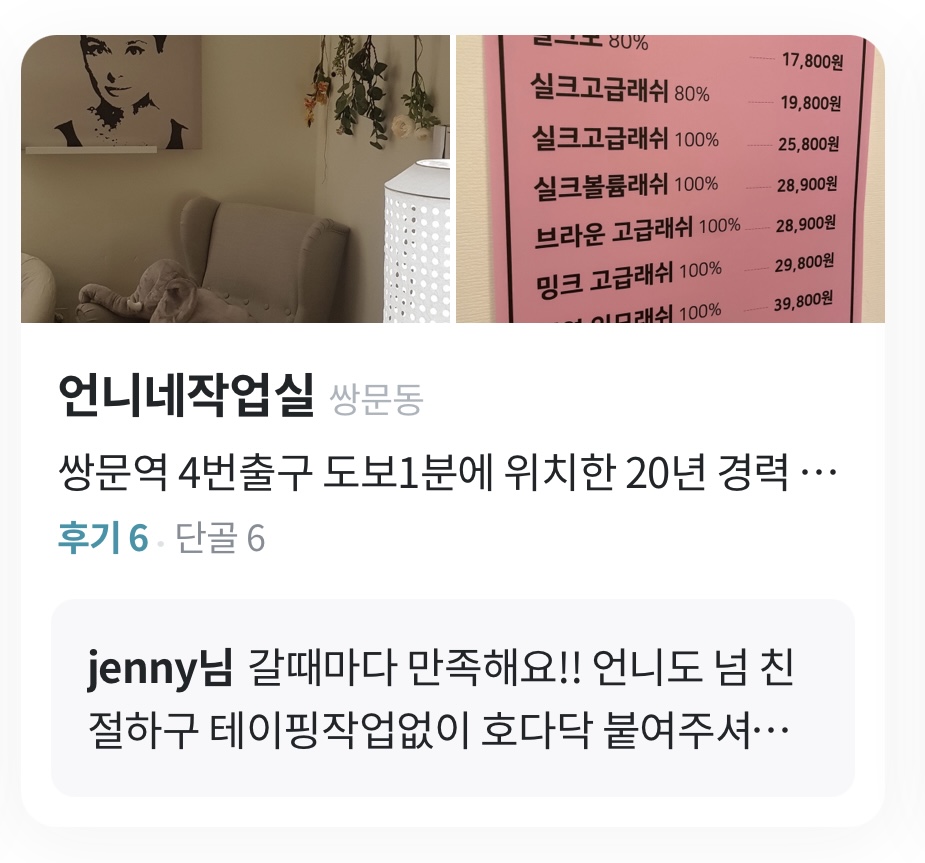 80%
17,800원
실크고급래쉬 80%
19,800원
실크고급래쉬 100%
25,800원
실크볼륨래쉬 100%
28,900원
브라운 고급래쉬 100%
28,900원
밍크 고급래쉬 100%
29,800원
100%
39,800원
언니네작업실 쌍문동
쌍문역 4번출구 도보1분에 위치한 20년 경력 …
후기 6 · 단골 6
jenny님 갈때마다 만족해요!! 언니도 넘 친
절하구 테이핑작업없이 호다닥 붙여주셔…